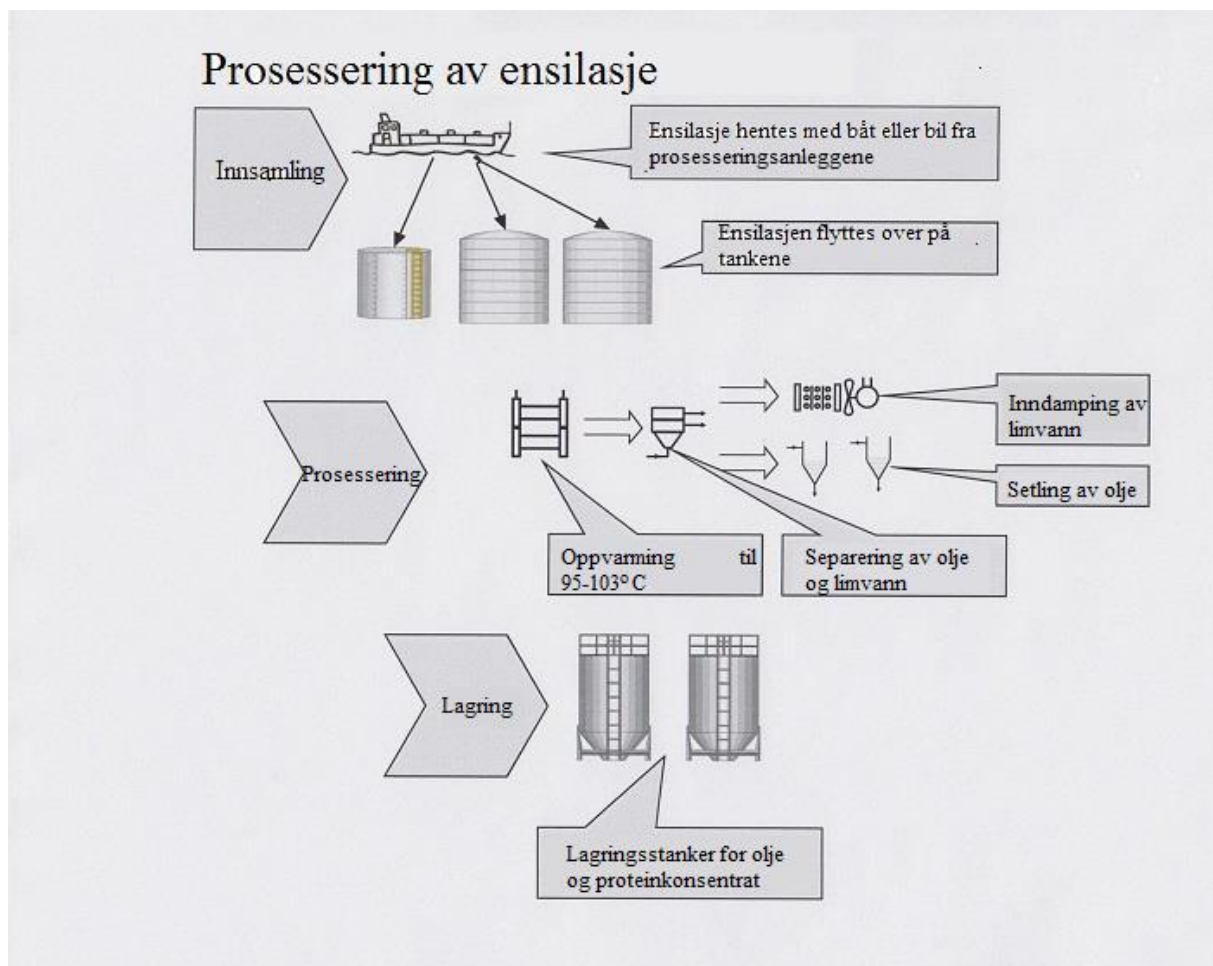 Prosessering av ensilasje
Innsamling
Ensilasje hentes med båt eller bil fra
prosesseringsanleggene
Ensilasjen flyttes over på
tankene
Prosessering
Inndamping av
limvann
Setling av olje
Oppvarming til
95-103° C
Separering av olje
og limvann
Lagring
Lagringsstanker for olje
og proteinkonsentrat